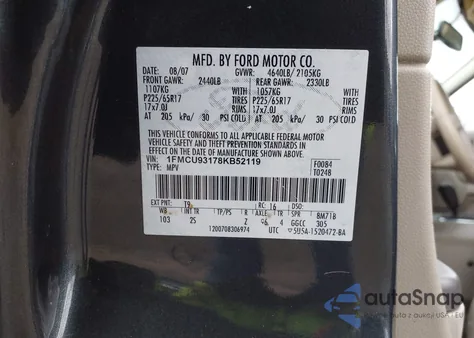 MFD. BY FORD MOTOR CO.
DATE: 08/07 GVWR: 4640LB/ 2105KG
FRONT GAWR: 2440LB REAR GAWR: 2330LB
1107KG WITH 1057KG WITH
P225/65R17 TIRES P225/65R17 TIRES
17x7.0J RIMS 17x7.0J RIMS
AT 205 kPa/ 30 PSI COLD AT 205 kPa/ 30 PSI COLD
THIS VEHICLE CONFORMS TO ALL APPLICABLE FEDERAL MOTOR
VEHICLE SAFETY AND THEFT PREVENTION STANDARDS IN EFFECT
ON THE DATE OF MANUFACTURE SHOWN ABOVE.
VIN: 1FMCU93178KB52119 F0084
TYPE: MPV T0248
EXT PNT: T9 RC: 16 DSO:
WB INT TR TP/PS R AXLE TR SPR BM71B
103 2S Z 6 4 GGCC 305
1200708306974 UTC 5U5A-1520472-BA
autoSnap